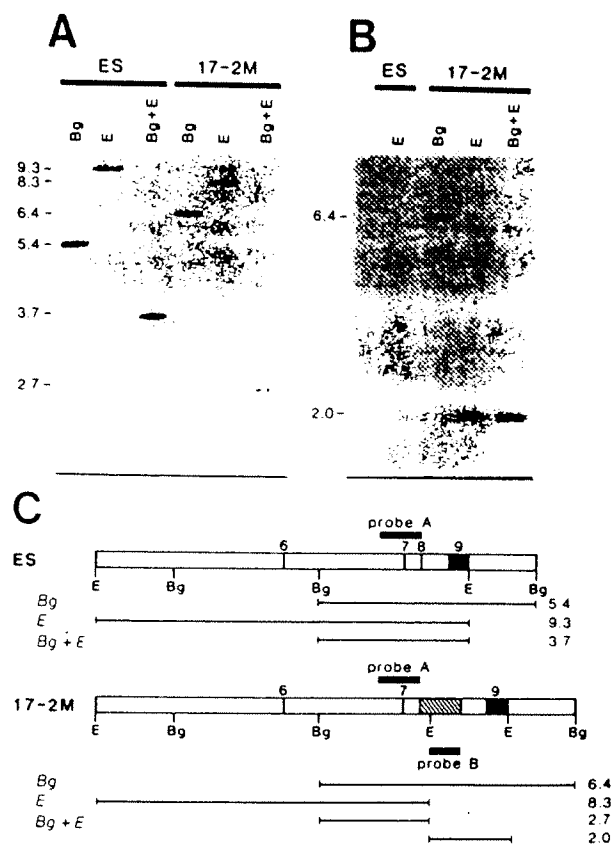 A
ES 17-2M
Bg E Bg+E Bg E Bg+E
9.3 -
8.3 -
6.4 -
5.4 -
3.7 -
2.7 -
B
ES 17-2M
E Bg E Bg+E
6.4 -
2.0 -
C
probe A
ES 6 7 8 9
E Bg Bg E Bg
Bg 5.4
E 9.3
Bg + E 3.7
probe A
17-2M 6 7 9
E Bg Bg E E Bg
probe B
Bg 6.4
E 8.3
Bg + E 2.7
2.0